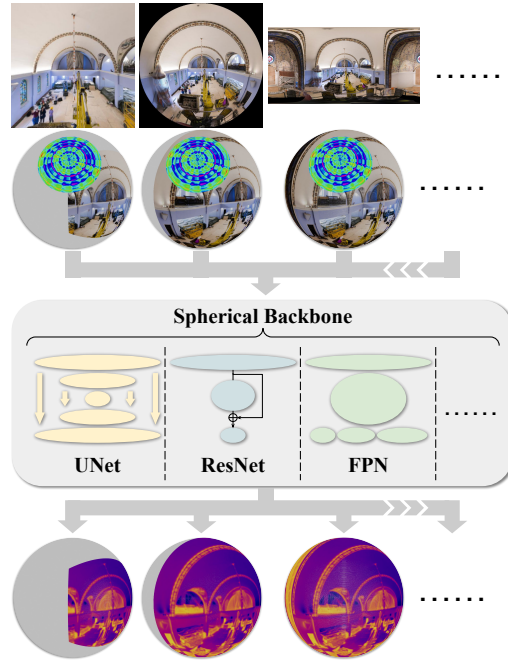 ......
......
Spherical Backbone
......
UNet
ResNet
FPN
......